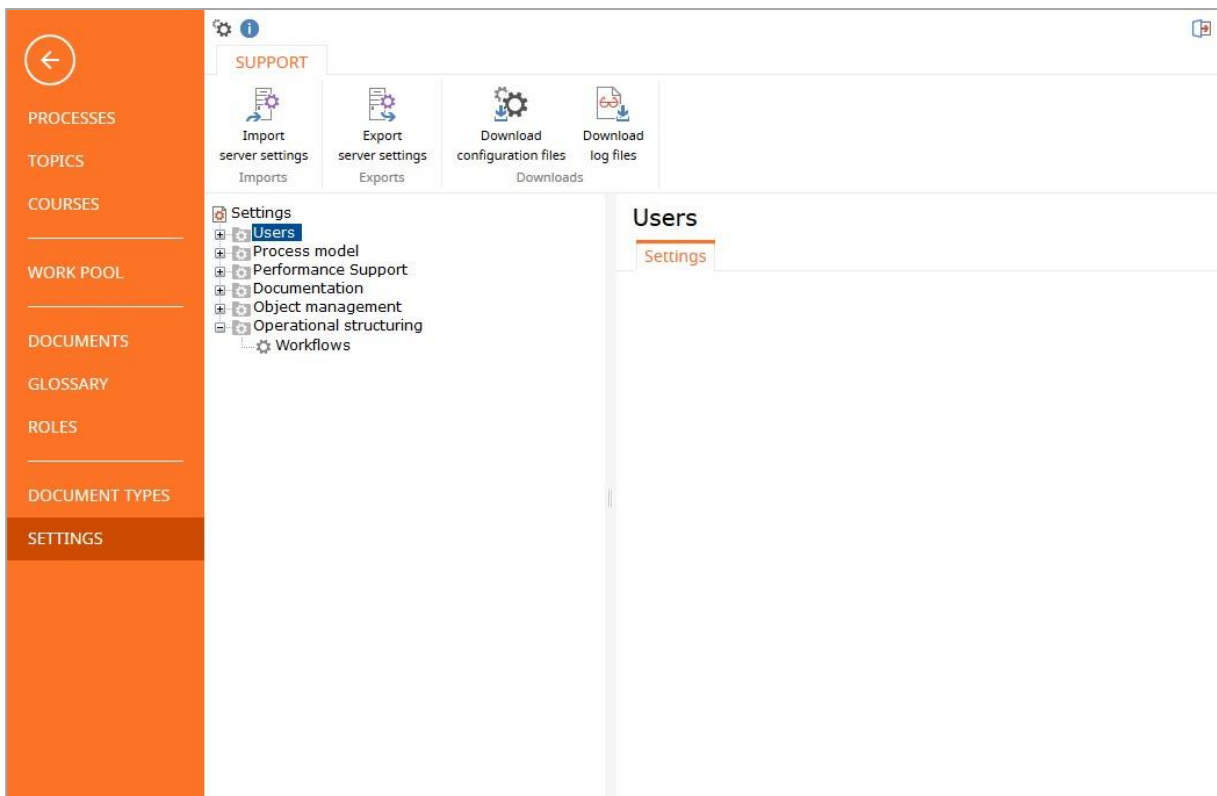 SUPPORT
PROCESSES
TOPICS
COURSES
WORK POOL
DOCUMENTS
GLOSSARY
ROLES
DOCUMENT TYPES
SETTINGS
Import
server settings
Imports
Export
server settings
Exports
Download
configuration files
Download
log files
Downloads
Settings
Users
Process model
Performance Support
Documentation
Object management
Operational structuring
Workflows
Users
Settings